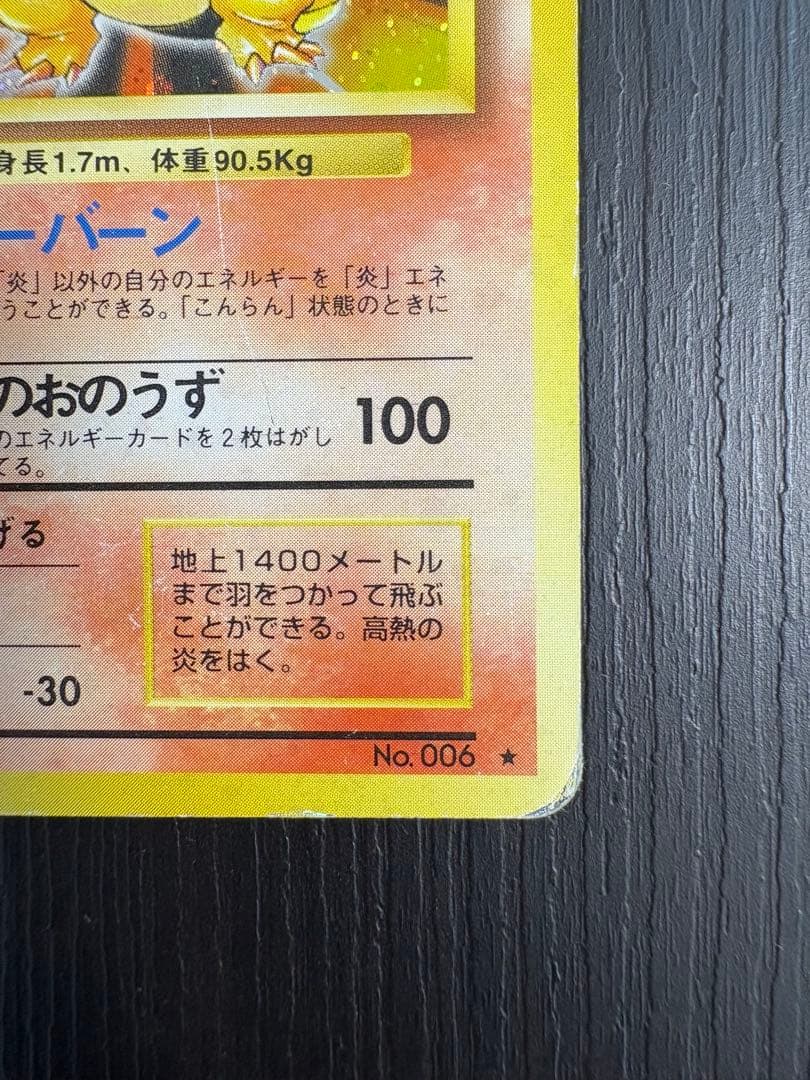 身長1.7m、体重90.5Kg
ーバーン
「炎」以外の自分のエネルギーを「炎」エネ
うことができる。「こんらん」状態のときに
のおのうず 100
のエネルギーカードを2枚はがし
てる。
げる
地上1400メートル
まで羽をつかって飛ぶ
ことができる。高熱の
炎をはく。
-30
No. 006 ★